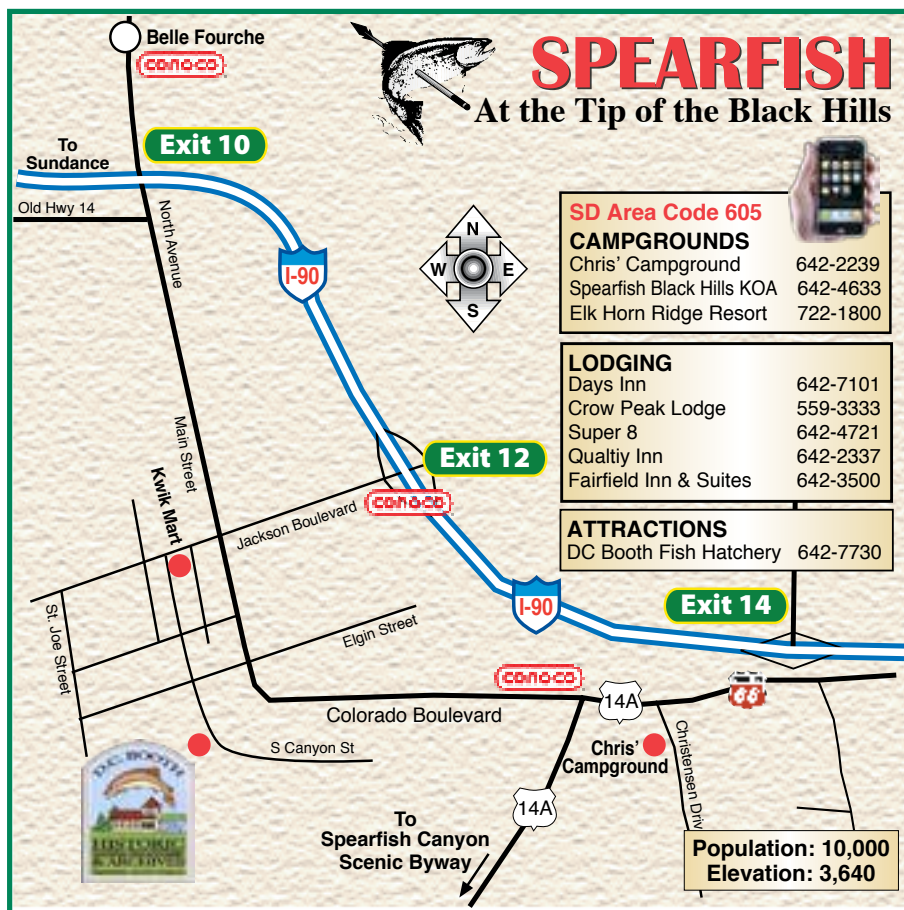 Belle Fourche
conoco
SPEARFISH
At the Tip of the Black Hills
To
Sundance
Exit 10
Old Hwy 14
North Avenue
I-90
N
W E
S
SD Area Code 605
CAMPGROUNDS
Chris' Campground 642-2239
Spearfish Black Hills KOA 642-4633
Elk Horn Ridge Resort 722-1800
LODGING
Days Inn 642-7101
Crow Peak Lodge 559-3333
Super 8 642-4721
Qualtiy Inn 642-2337
Fairfield Inn & Suites 642-3500
ATTRACTIONS
DC Booth Fish Hatchery 642-7730
Main Street
Kwik Mart
Exit 12
conoco
Jackson Boulevard
I-90
Exit 14
St. Joe Street
Elgin Street
conoco
14A
66
Colorado Boulevard
S Canyon St
Chris'
Campground
Christensen Driv
D.C. BOOTH
HISTORIC
& ARCHIVES
14A
To
Spearfish Canyon
Scenic Byway
Population: 10,000
Elevation: 3,640